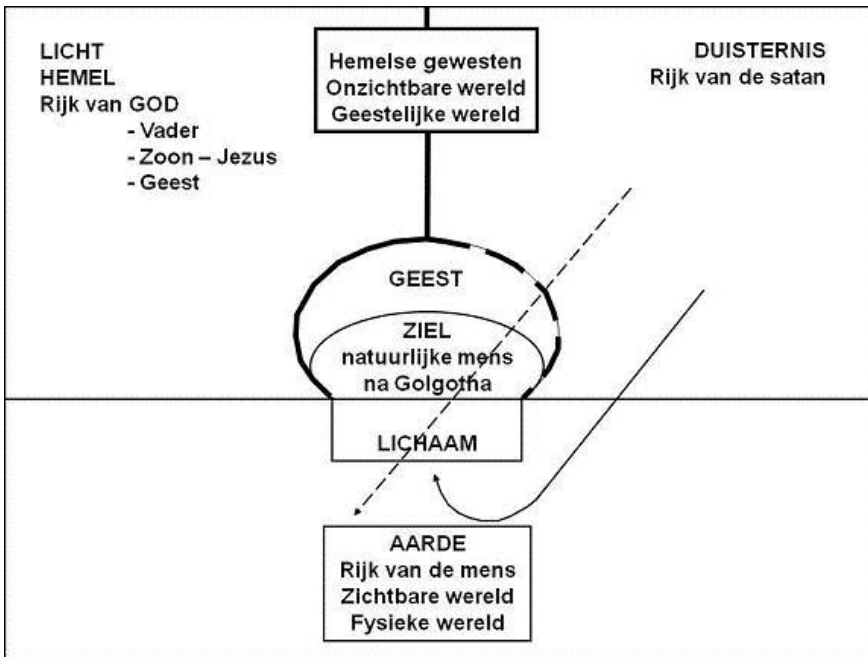 LICHT
HEMEL
Rijk van GOD
- Vader
- Zoon – Jezus
- Geest
Hemelse gewesten
Onzichtbare wereld
Geestelijke wereld
DUISTERNIS
Rijk van de satan
GEEST
ZIEL
natuurlijke mens
na Golgotha
LICHAAM
AARDE
Rijk van de mens
Zichtbare wereld
Fysieke wereld